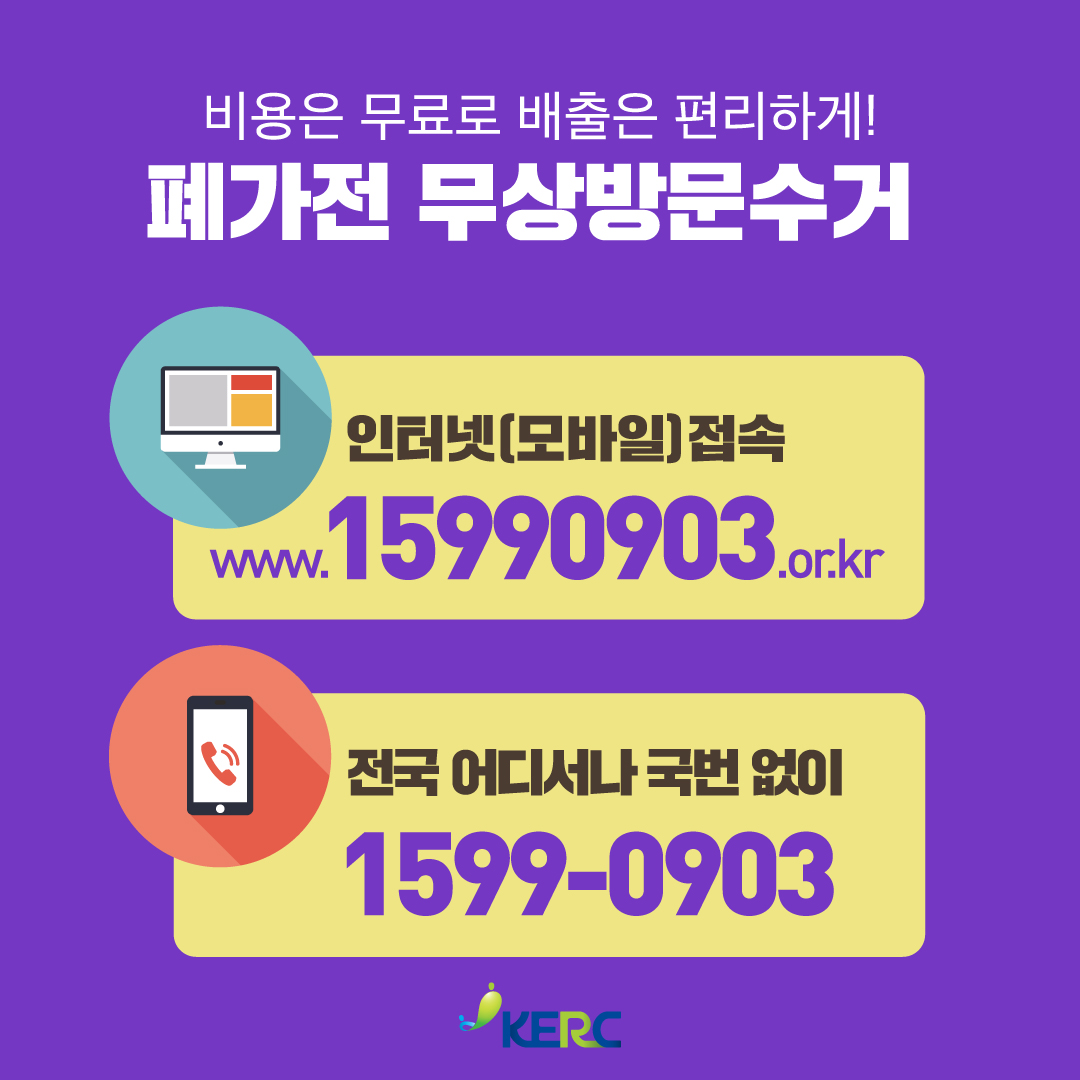 비용은 무료로 배출은 편리하게!
폐가전 무상방문수거
인터넷(모바일)접속
www.15990903.or.kr
전국 어디서나 국번 없이
1599-0903
KERC